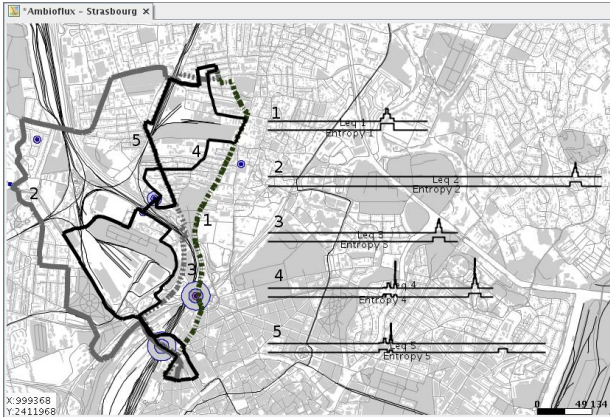 *Ambioflux - Strasbourg
1
Leq 1
Entropy 1
5
4
2
Leq 2
Entropy 2
2
1
3
Leq 3
Entropy 3
3
4
Leq 4
Entropy 4
5
Leq 5
Entropy 5
X:999368
Y:2411968
0
49 134